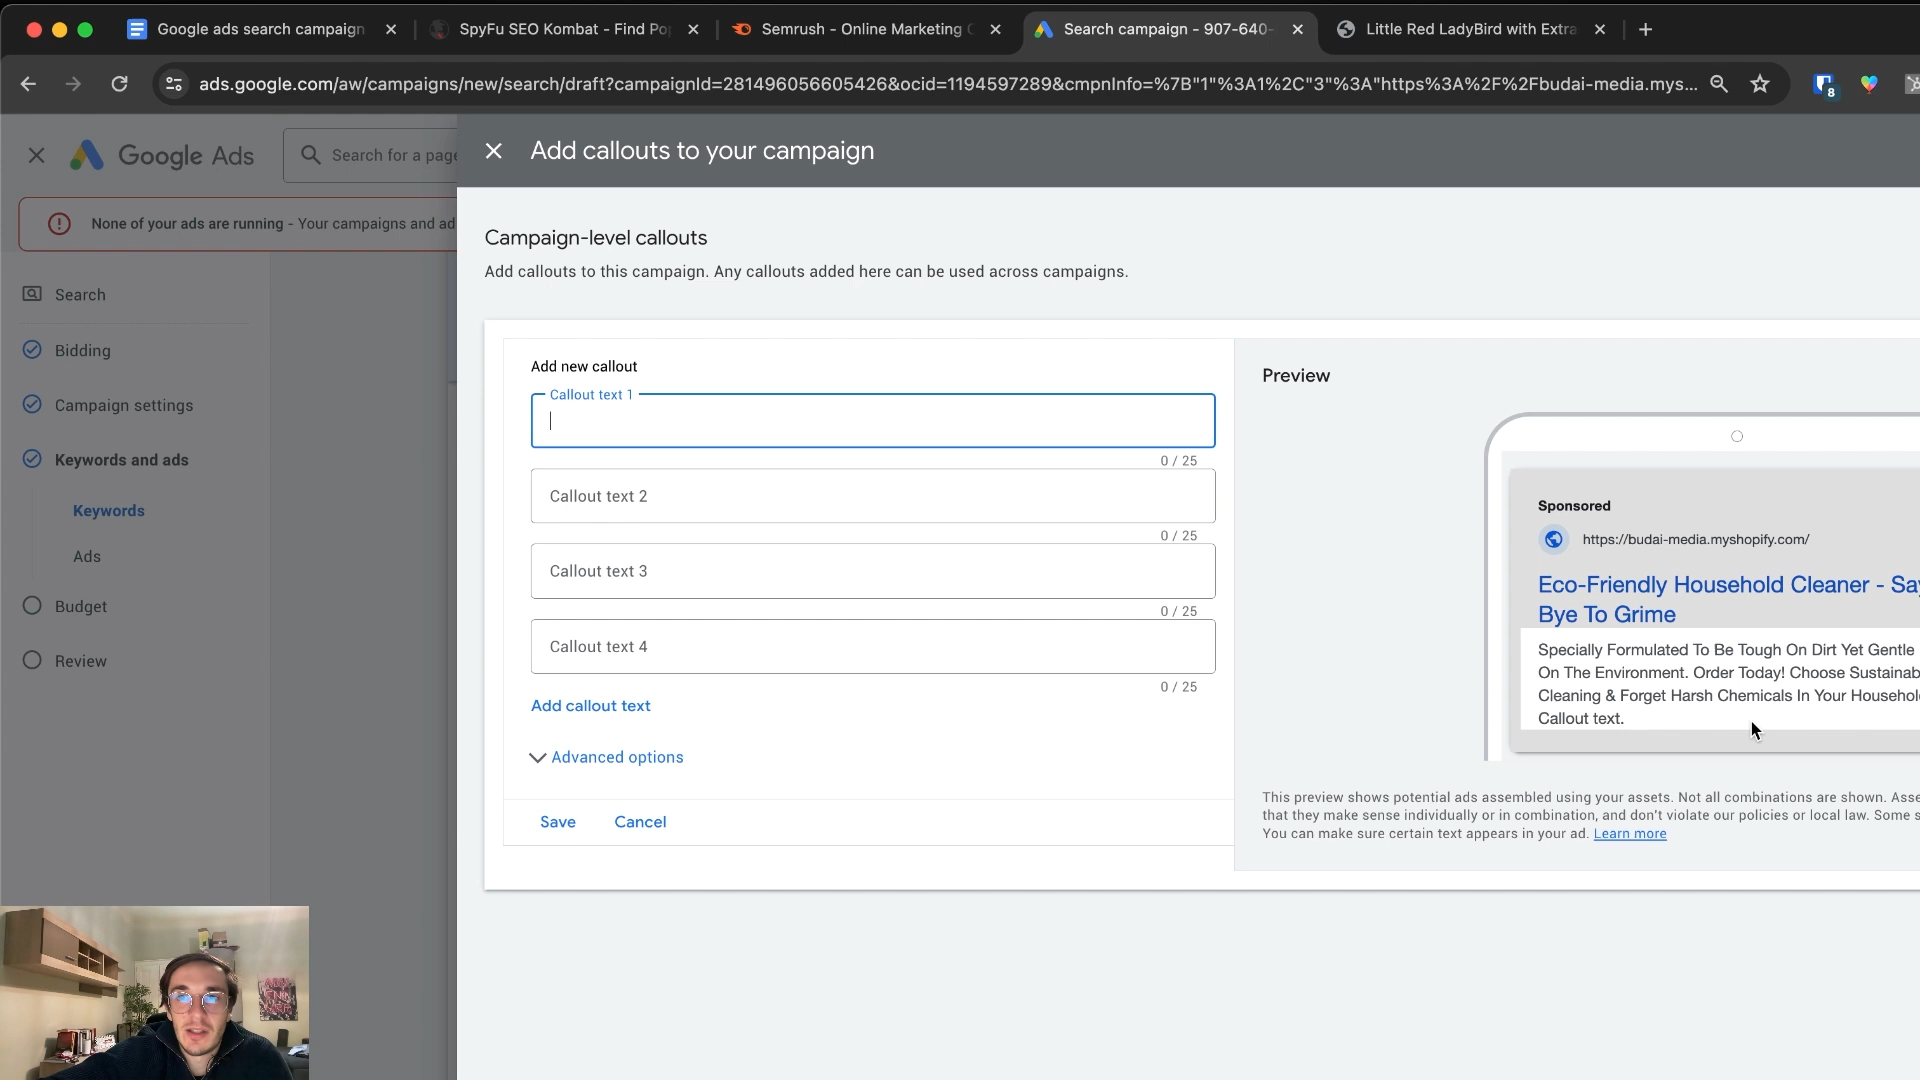 Google ads search campaign
SpyFu SEO Kombat - Find Po
Semrush - Online Marketing
Search campaign - 907-640-
Little Red LadyBird with Extra
ads.google.com/aw/campaigns/new/search/draft?campaignId=281496056605426&ocid=1194597289&cmpnInfo=%7B"1"%3A1%2C"3"%3A"https%3A%2F%2Fbudai-media.mys...
8
Google Ads
Search for a page
Add callouts to your campaign
None of your ads are running - Your campaigns and ad
Search
Bidding
Campaign settings
Keywords and ads
Keywords
Ads
Budget
Review
Campaign-level callouts
Add callouts to this campaign. Any callouts added here can be used across campaigns.
Add new callout
Callout text 1
0 / 25
Callout text 2
0 / 25
Callout text 3
0 / 25
Callout text 4
0 / 25
Add callout text
Advanced options
Save
Cancel
Preview
Sponsored
https://budai-media.myshopify.com/
Eco-Friendly Household Cleaner - Say
Bye To Grime
Specially Formulated To Be Tough On Dirt Yet Gentle
On The Environment. Order Today! Choose Sustainab
Cleaning & Forget Harsh Chemicals In Your Househol
Callout text.
This preview shows potential ads assembled using your assets. Not all combinations are shown. Asse
that they make sense individually or in combination, and don't violate our policies or local law. Some s
You can make sure certain text appears in your ad. Learn more